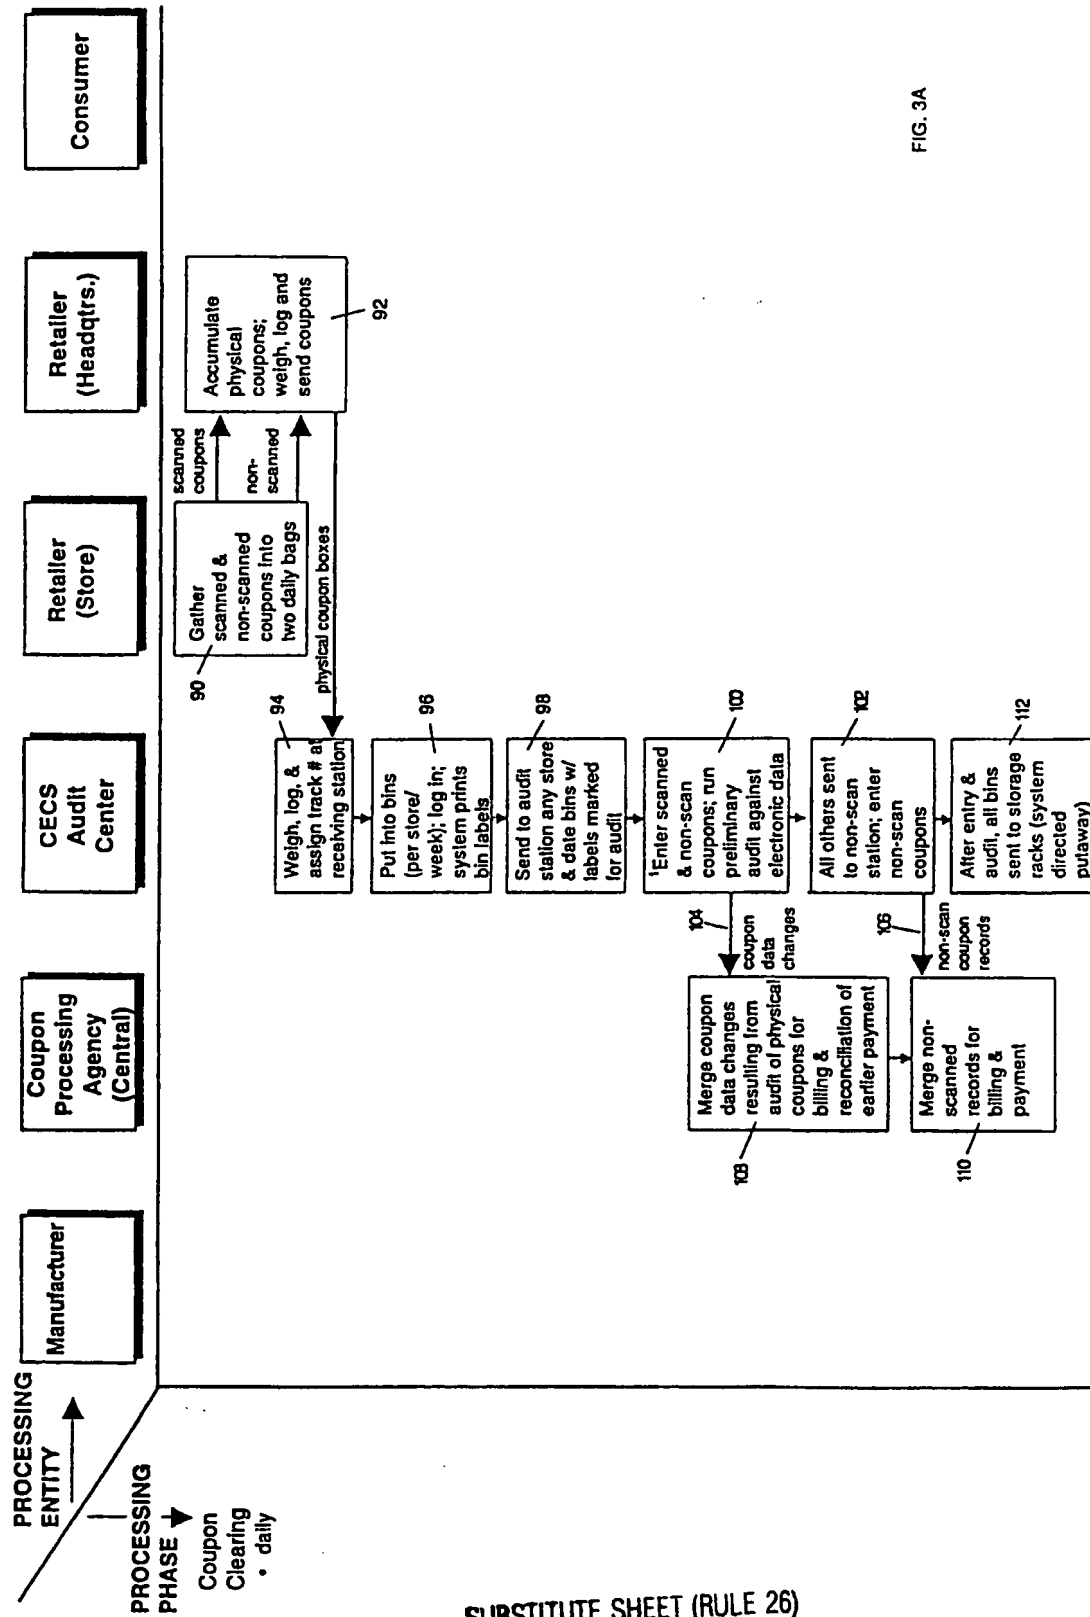 PROCESSING
ENTITY
PROCESSING
PHASE
Coupon
Clearing
• daily
Manufacturer
Coupon
Processing
Agency
(Central)
CECS
Audit
Center
Retailer
(Store)
Retailer
(Headqtrs.)
Consumer
90
Gather
scanned &
non-scanned
coupons into
two daily bags
scanned
coupons
non-
scanned
Accumulate
physical
coupons;
weigh, log and
send coupons
92
physical coupon boxes
94
Weigh, log, &
assign track # at
receiving station
96
Put into bins
(per store/
week); log in;
system prints
bin labels
98
Send to audit
station any store
& date bins w/
labels marked
for audit
100
¹Enter scanned
& non-scan
coupons; run
preliminary
audit against
electronic data
102
All others sent
to non-scan
station; enter
non-scan
coupons
112
After entry &
audit, all bins
sent to storage
racks (system
directed
putaway)
104
coupon
data
changes
106
non-scan
coupon
records
Merge coupon
data changes
resulting from
audit of physical
coupons for
billing &
reconciliation of
earlier payment
108
Merge non-
scanned
records for
billing &
payment
110
FIG. 3A
SUBSTITUTE SHEET (RULE 26)